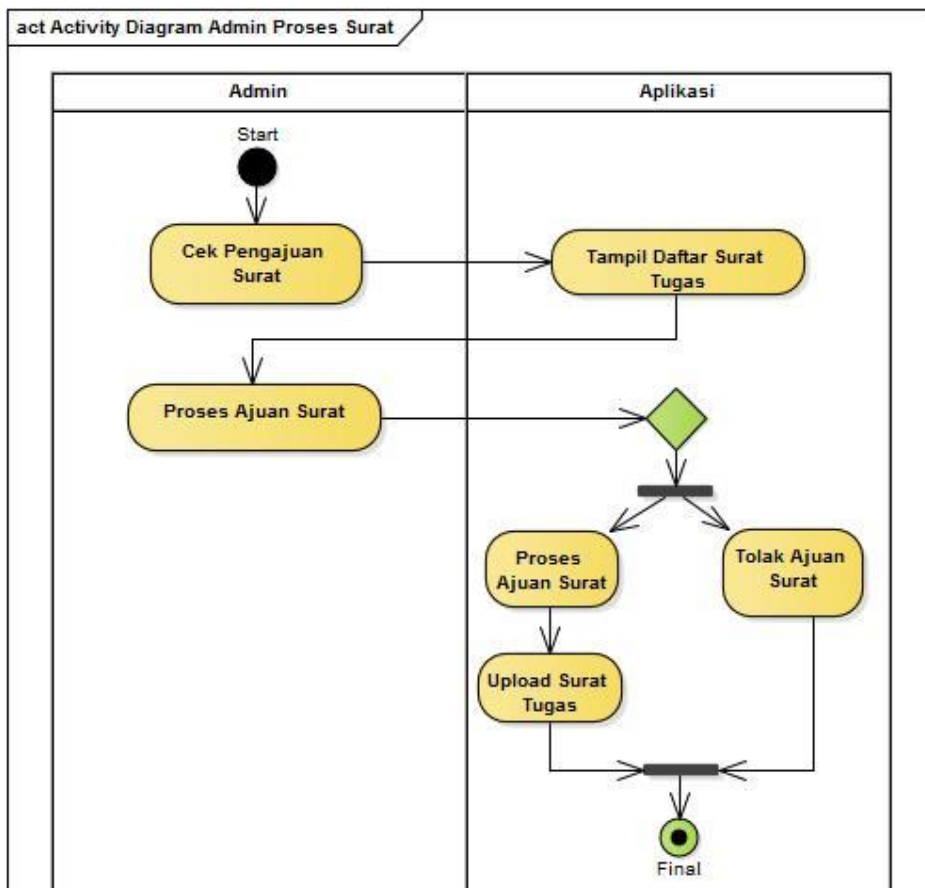 act Activity Diagram Admin Proses Surat
Admin
Aplikasi
Start
Cek Pengajuan
Surat
Tampil Daftar Surat
Tugas
Proses Ajuan Surat
Proses
Ajuan Surat
Tolak Ajuan
Surat
Upload Surat
Tugas
Final